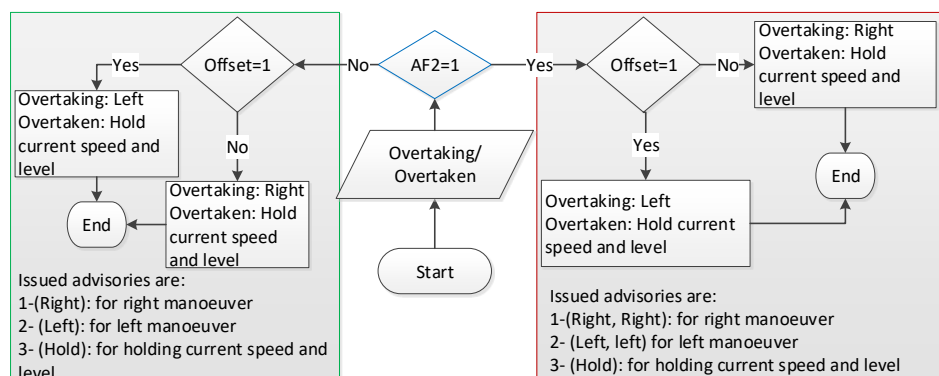 Yes
Offset=1
No
AF2=1
Yes
Offset=1
No
Overtaking: Right
Overtaken: Hold
current speed and
level
Overtaking: Left
Overtaken: Hold
current speed and
level
No
Overtaking/
Overtaken
Yes
End
Overtaking: Right
Overtaken: Hold
current speed and
level
End
Overtaking: Left
Overtaken: Hold current
speed and level
Start
Issued advisories are:
1-(Right): for right manoeuver
2- (Left): for left manoeuver
3- (Hold): for holding current speed and
level
Issued advisories are:
1-(Right, Right): for right manoeuver
2- (Left, left) for left manoeuver
3- (Hold): for holding current speed and level